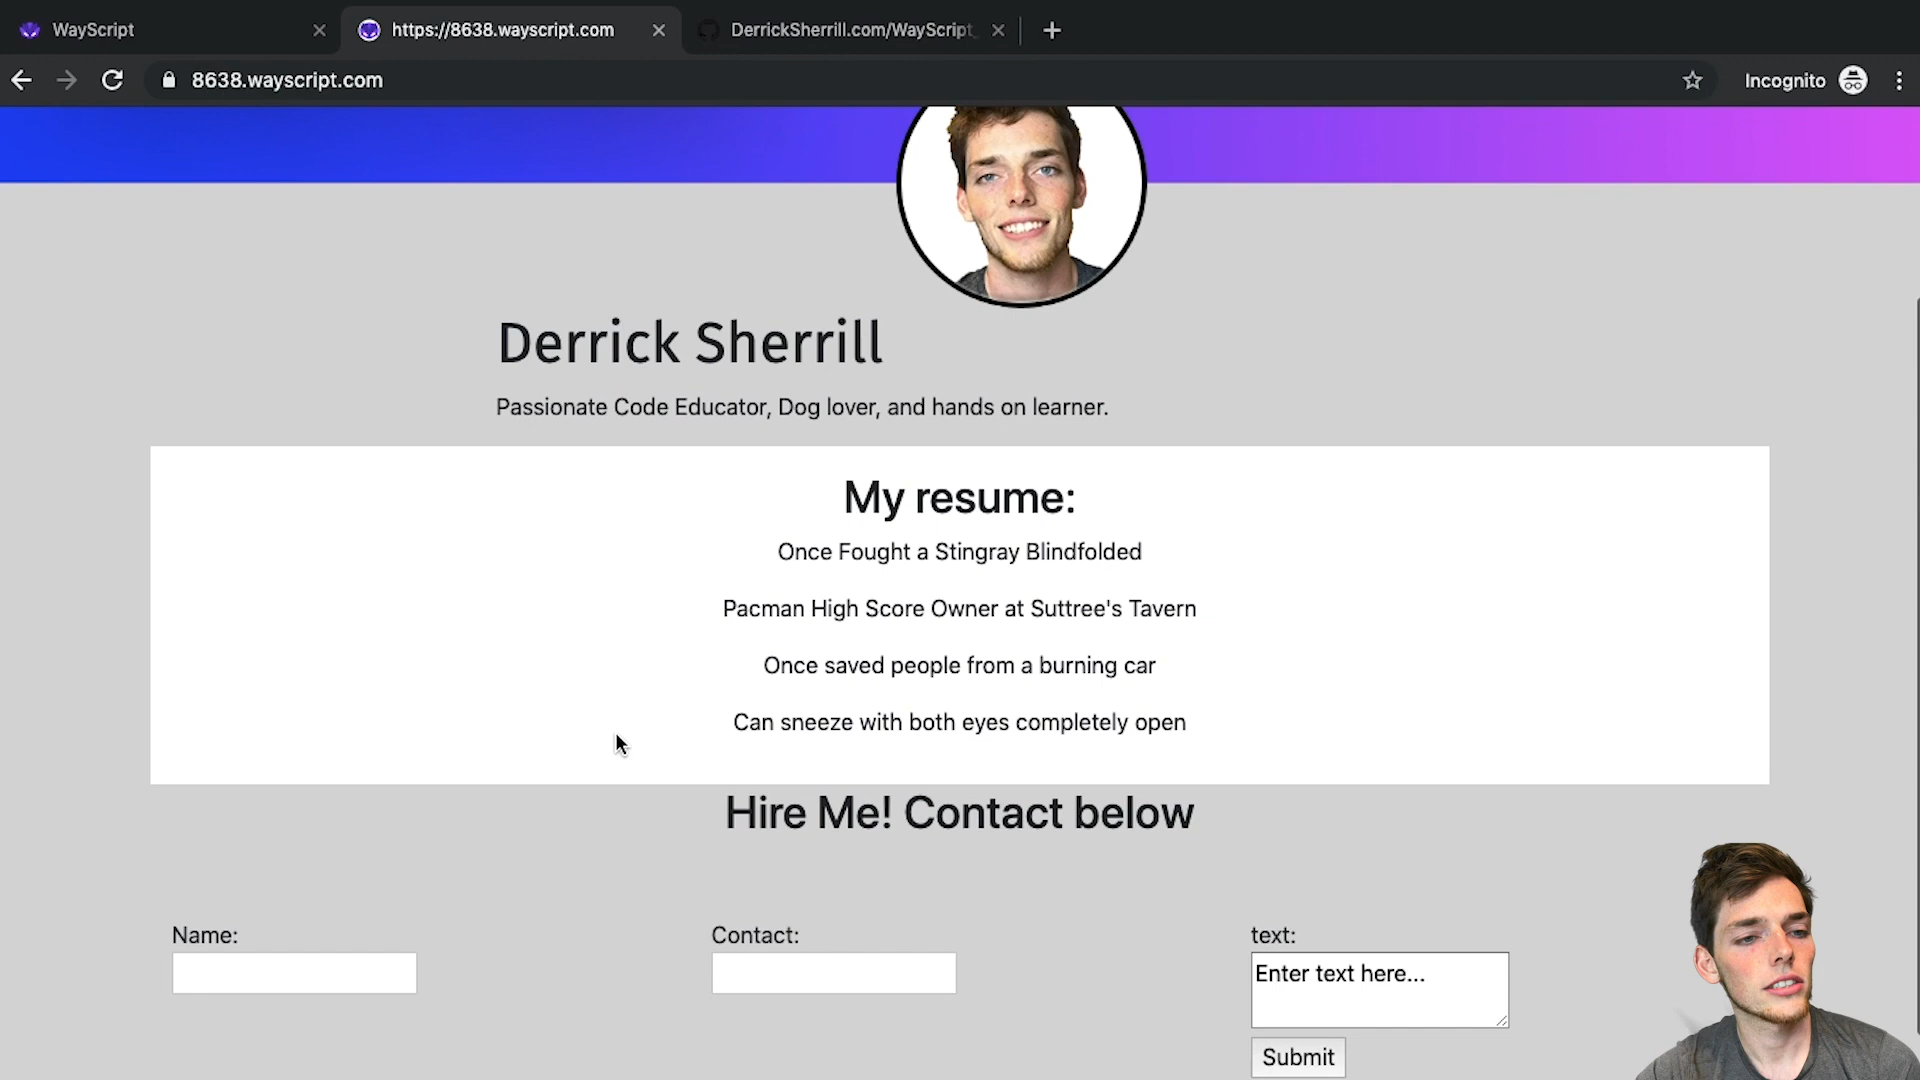 WayScript
https://8638.wayscript.com
DerrickSherrill.com/WayScript_
8638.wayscript.com
Incognito
Derrick Sherrill
Passionate Code Educator, Dog lover, and hands on learner.
My resume:
Once Fought a Stingray Blindfolded
Pacman High Score Owner at Suttree's Tavern
Once saved people from a burning car
Can sneeze with both eyes completely open
Hire Me! Contact below
Name:
Contact:
text:
Enter text here...
Submit